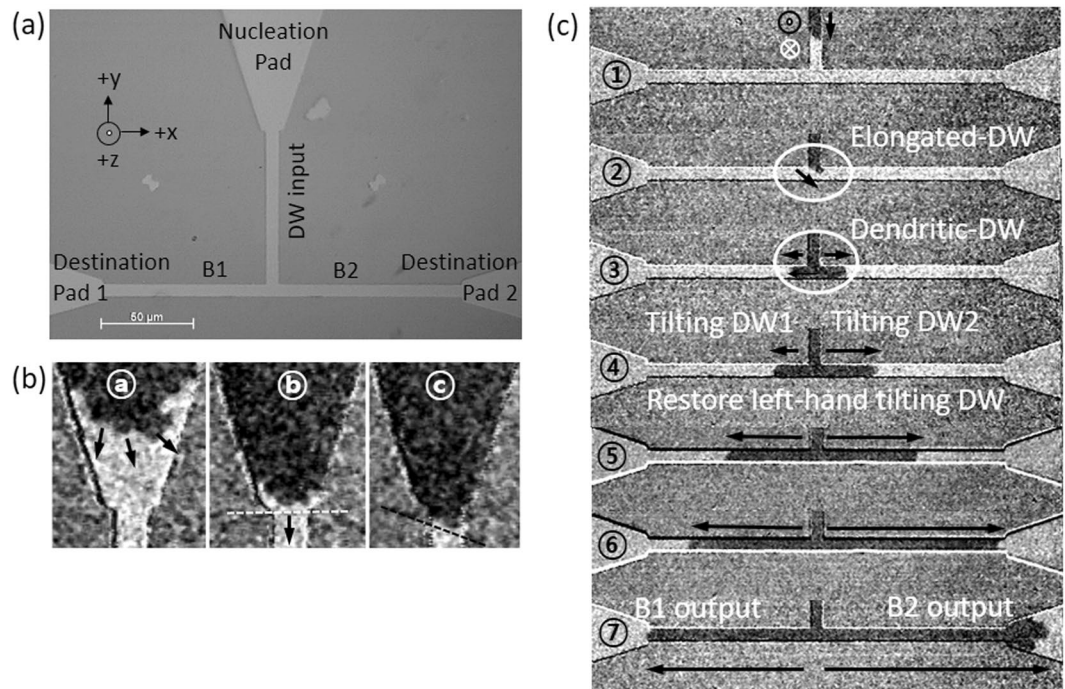 (a)
Nucleation
Pad
+y
+x
+z
DW input
Destination
Pad 1
B1
B2
Destination
Pad 2
50 µm
(b)
a
b
c
(c)
①
② Elongated-DW
Dendritic-DW
③
Tilting DW1 Tilting DW2
④
Restore left-hand tilting DW
⑤
⑥
B1 output B2 output
⑦